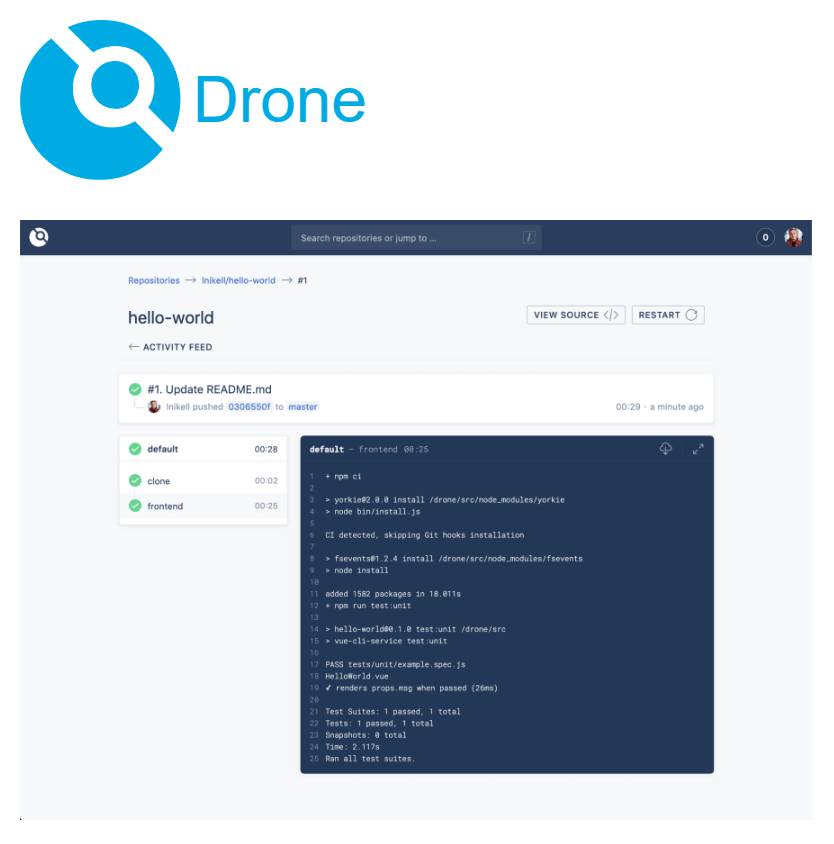 Drone
Search repositories or jump to ... /
0
Repositories → lnikell/hello-world → #1
hello-world
VIEW SOURCE </> RESTART
← ACTIVITY FEED
#1. Update README.md
lnikell pushed 0306550f to master
00:29 · a minute ago
default 00:28
clone 00:02
frontend 00:25
default — frontend 00:25
1 + npm ci
2
3 > yorkie@2.0.0 install /drone/src/node_modules/yorkie
4 > node bin/install.js
5
6 CI detected, skipping Git hooks installation
7
8 > fsevents@1.2.4 install /drone/src/node_modules/fsevents
9 > node install
10
11 added 1582 packages in 18.011s
12 + npm run test:unit
13
14 > hello-world@0.1.0 test:unit /drone/src
15 > vue-cli-service test:unit
16
17 PASS tests/unit/example.spec.js
18 HelloWorld.vue
19 ✓ renders props.msg when passed (26ms)
20
21 Test Suites: 1 passed, 1 total
22 Tests: 1 passed, 1 total
23 Snapshots: 0 total
24 Time: 2.117s
25 Ran all test suites.